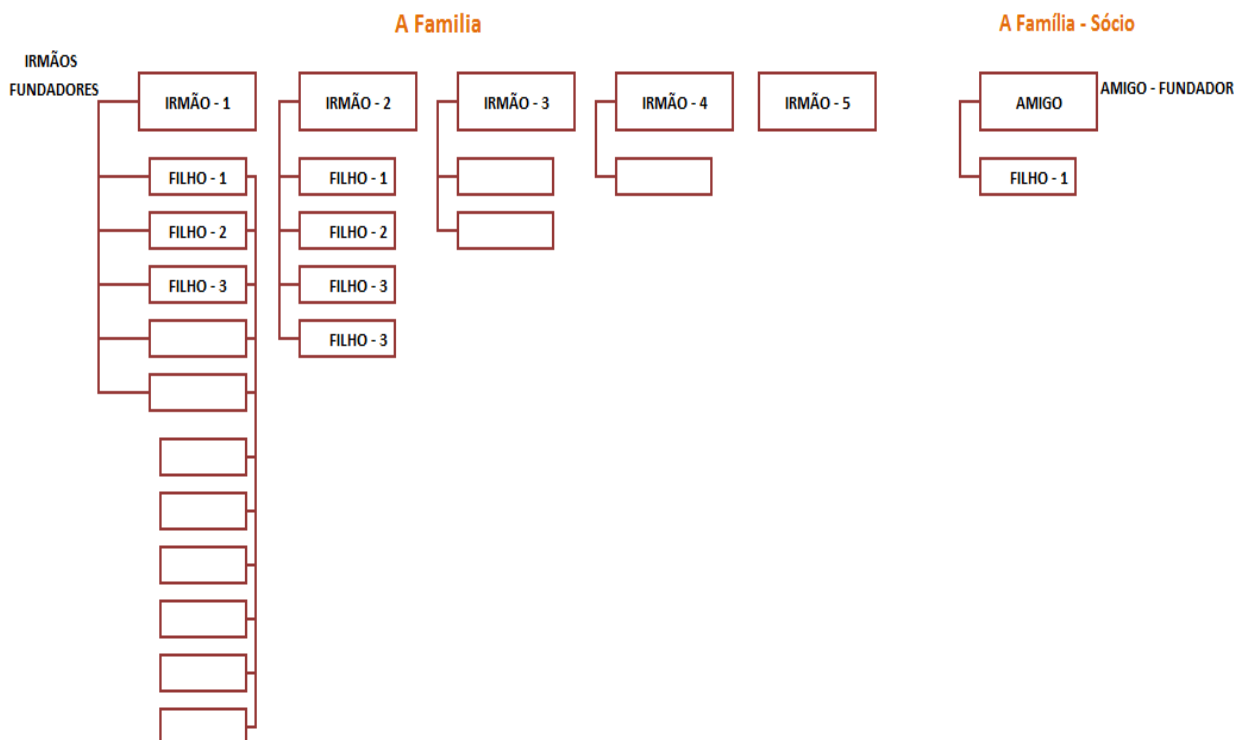 A Familia
A Família - Sócio
IRMÃOS
FUNDADORES
IRMÃO - 1
IRMÃO - 2
IRMÃO - 3
IRMÃO - 4
IRMÃO - 5
AMIGO
AMIGO - FUNDADOR
FILHO - 1
FILHO - 1
FILHO - 1
FILHO - 2
FILHO - 2
FILHO - 3
FILHO - 3
FILHO - 3